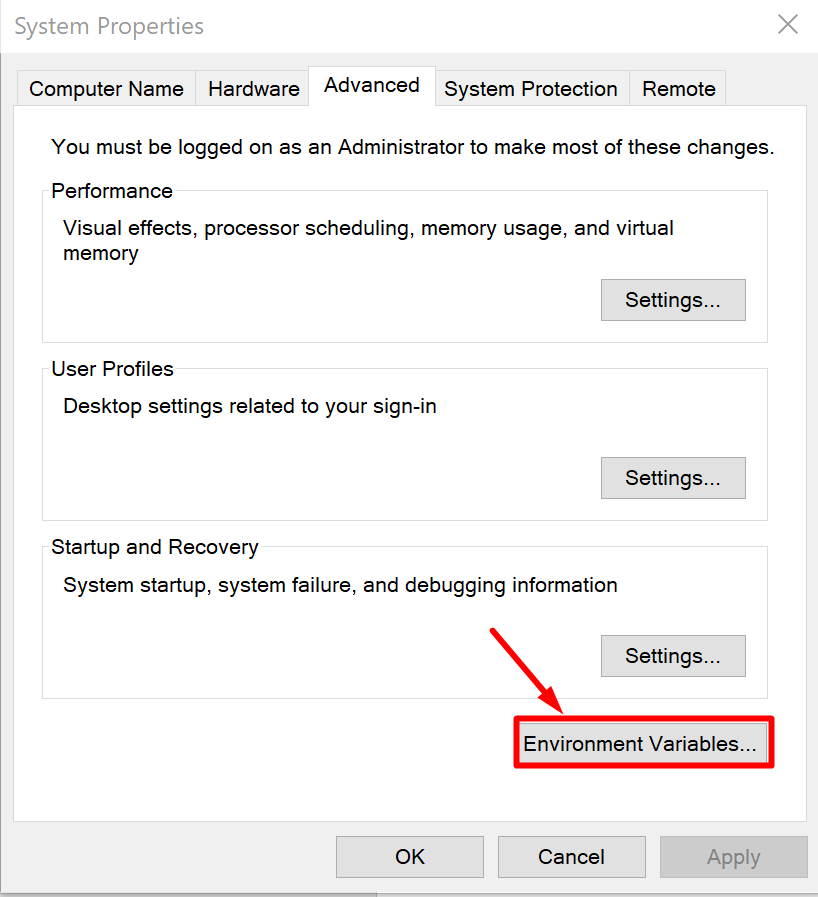 System Properties
Computer Name
Hardware
Advanced
System Protection
Remote
You must be logged on as an Administrator to make most of these changes.
Performance
Visual effects, processor scheduling, memory usage, and virtual
memory
Settings...
User Profiles
Desktop settings related to your sign-in
Settings...
Startup and Recovery
System startup, system failure, and debugging information
Settings...
Environment Variables...
OK
Cancel
Apply